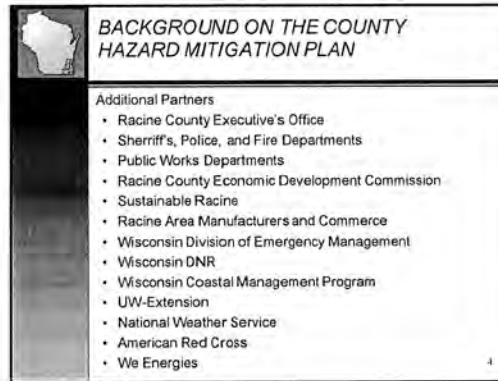 BACKGROUND ON THE COUNTY
HAZARD MITIGATION PLAN
Additional Partners
• Racine County Executive's Office
• Sherriff's, Police, and Fire Departments
• Public Works Departments
• Racine County Economic Development Commission
• Sustainable Racine
• Racine Area Manufacturers and Commerce
• Wisconsin Division of Emergency Management
• Wisconsin DNR
• Wisconsin Coastal Management Program
• UW-Extension
• National Weather Service
• American Red Cross
• We Energies
4